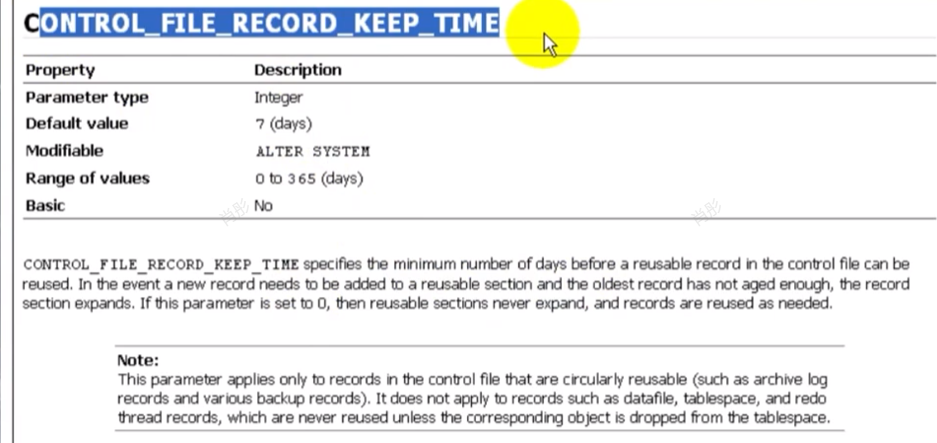 CONTROL_FILE_RECORD_KEEP_TIME
Property Description
Parameter type Integer
Default value 7 (days)
Modifiable ALTER SYSTEM
Range of values 0 to 365 (days)
Basic No
肖彤 肖彤
CONTROL_FILE_RECORD_KEEP_TIME specifies the minimum number of days before a reusable record in the control file can be
reused. In the event a new record needs to be added to a reusable section and the oldest record has not aged enough, the record
section expands. If this parameter is set to 0, then reusable sections never expand, and records are reused as needed.
Note:
This parameter applies only to records in the control file that are circularly reusable (such as archive log
records and various backup records). It does not apply to records such as datafile, tablespace, and redo
thread records, which are never reused unless the corresponding object is dropped from the tablespace.